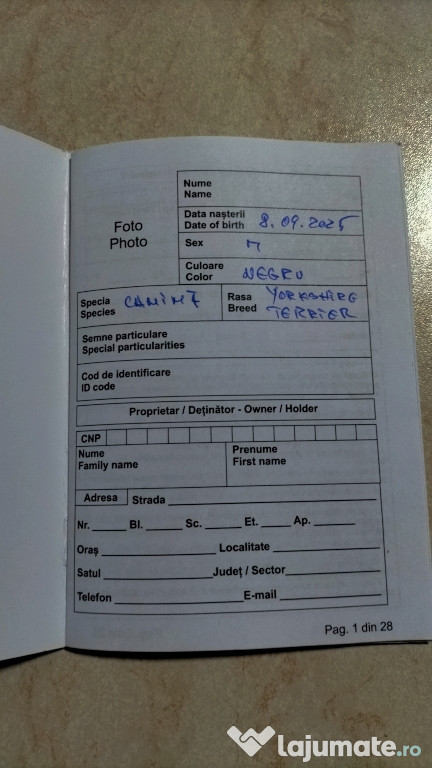 Foto
Photo
Nume
Name
Data nașterii
Date of birth 8.09.2025
Sex M
Culoare
Color NEGRU
Specia
Species CANINĂ
Rasa YORKSHIRE
Breed TERRIER
Semne particulare
Special particularities
Cod de identificare
ID code
Proprietar / Deținător - Owner / Holder
CNP
Nume
Family name
Prenume
First name
Adresa Strada
Nr. Bl. Sc. Et. Ap.
Oraș Localitate
Satul Județ / Sector
Telefon E-mail
Pag. 1 din 28
lajumate.ro